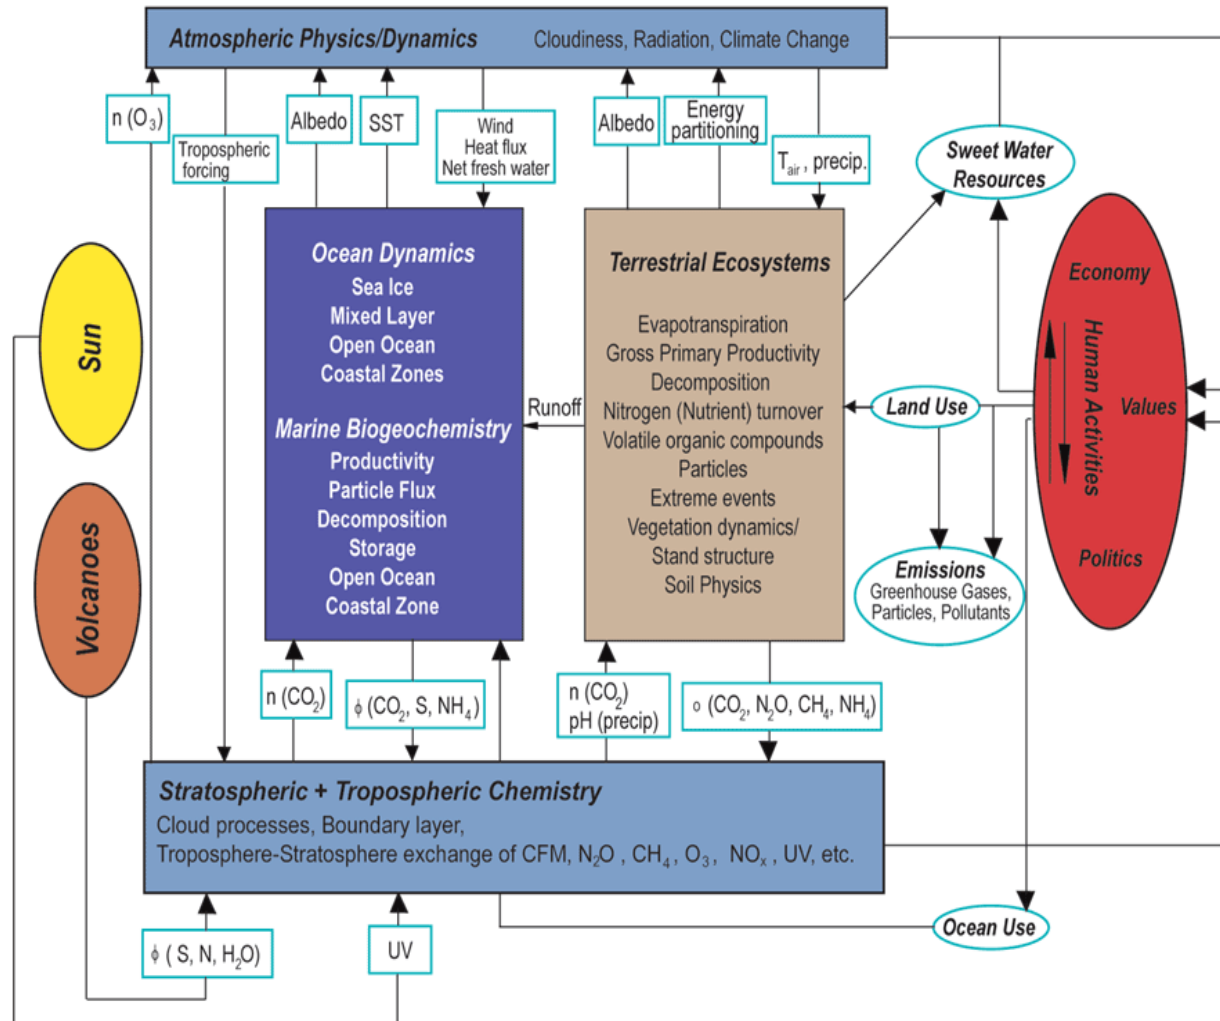 Atmospheric Physics/Dynamics Cloudiness, Radiation, Climate Change
n (O₃)
Tropospheric
forcing
Albedo
SST
Wind
Heat flux
Net fresh water
Albedo
Energy
partitioning
T_air , precip.
Sweet Water
Resources
Sun
Volcanoes
Ocean Dynamics
Sea Ice
Mixed Layer
Open Ocean
Coastal Zones
Marine Biogeochemistry
Productivity
Particle Flux
Decomposition
Storage
Open Ocean
Coastal Zone
Runoff
Terrestrial Ecosystems
Evapotranspiration
Gross Primary Productivity
Decomposition
Nitrogen (Nutrient) turnover
Volatile organic compounds
Particles
Extreme events
Vegetation dynamics/
Stand structure
Soil Physics
Land Use
Emissions
Greenhouse Gases,
Particles, Pollutants
Economy
Human Activities
Values
Politics
n (CO₂)
ϕ (CO₂, S, NH₄)
n (CO₂)
pH (precip)
o (CO₂, N₂O, CH₄, NH₄)
Stratospheric + Tropospheric Chemistry
Cloud processes, Boundary layer,
Troposphere-Stratosphere exchange of CFM, N₂O , CH₄ , O₃ , NOₓ , UV, etc.
ϕ ( S, N, H₂O)
UV
Ocean Use